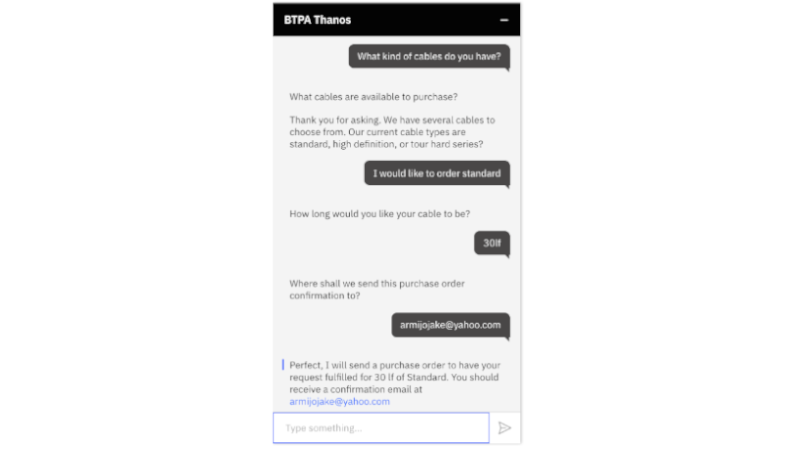 BTPA Thanos
What kind of cables do you have?
What cables are available to purchase?
Thank you for asking. We have several cables to
choose from. Our current cable types are
standard, high definition, or tour hard series?
I would like to order standard
How long would you like your cable to be?
30lf
Where shall we send this purchase order
confirmation to?
armijojake@yahoo.com
Perfect, I will send a purchase order to have your
request fulfilled for 30 lf of Standard. You should
receive a confirmation email at
armijojake@yahoo.com
Type something...